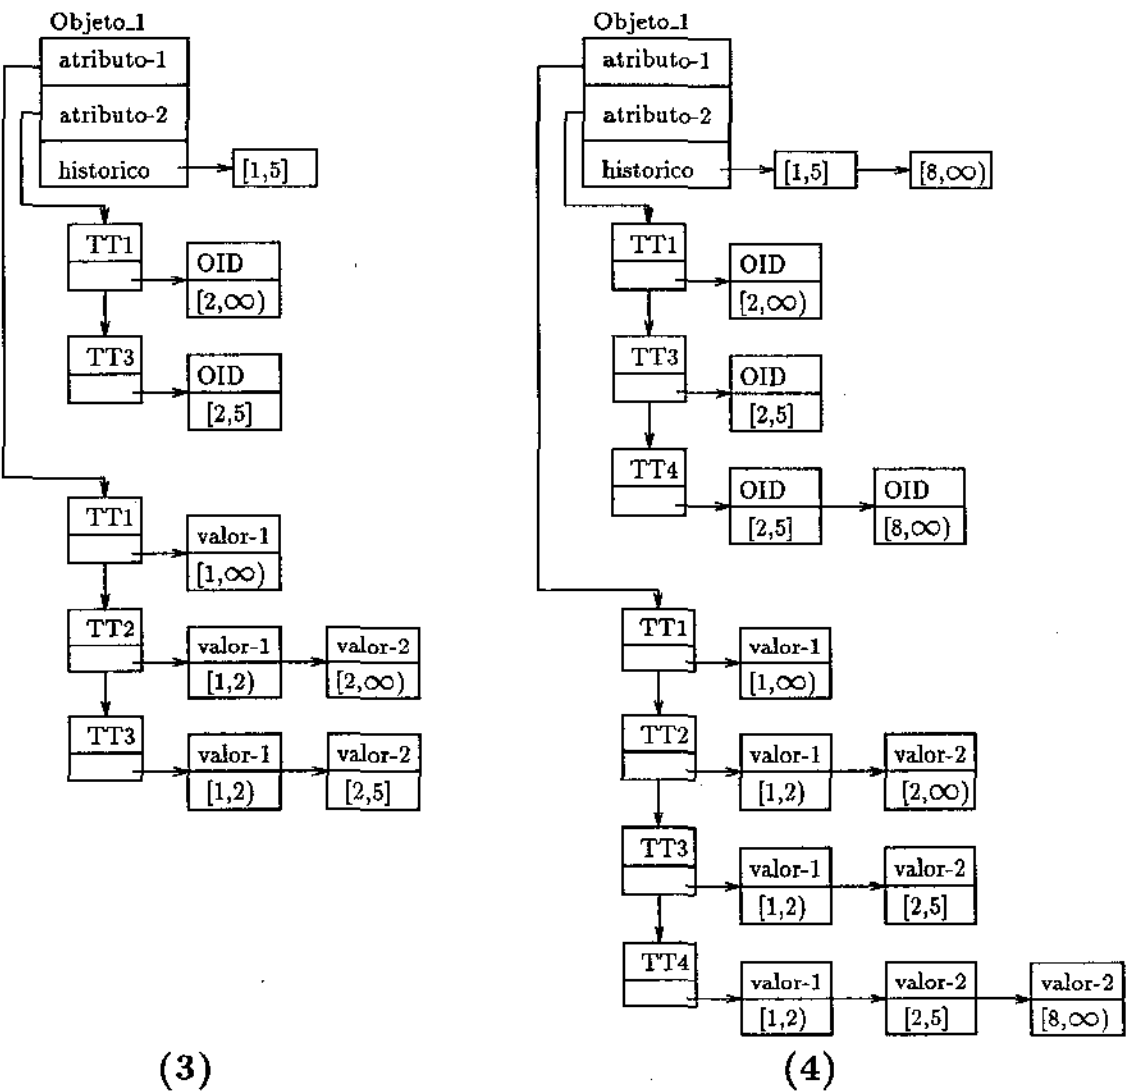 Objeto_1
atributo-1
atributo-2
historico
[1,5]
TT1
OID
[2,∞)
TT3
OID
[2,5]
TT1
valor-1
[1,∞)
TT2
valor-1
[1,2)
valor-2
[2,∞)
TT3
valor-1
[1,2)
valor-2
[2,5]
(3)
Objeto_1
atributo-1
atributo-2
historico
[1,5]
[8,∞)
TT1
OID
[2,∞)
TT3
OID
[2,5]
TT4
OID
[2,5]
OID
[8,∞)
TT1
valor-1
[1,∞)
TT2
valor-1
[1,2)
valor-2
[2,∞)
TT3
valor-1
[1,2)
valor-2
[2,5]
TT4
valor-1
[1,2)
valor-2
[2,5]
valor-2
[8,∞)
(4)